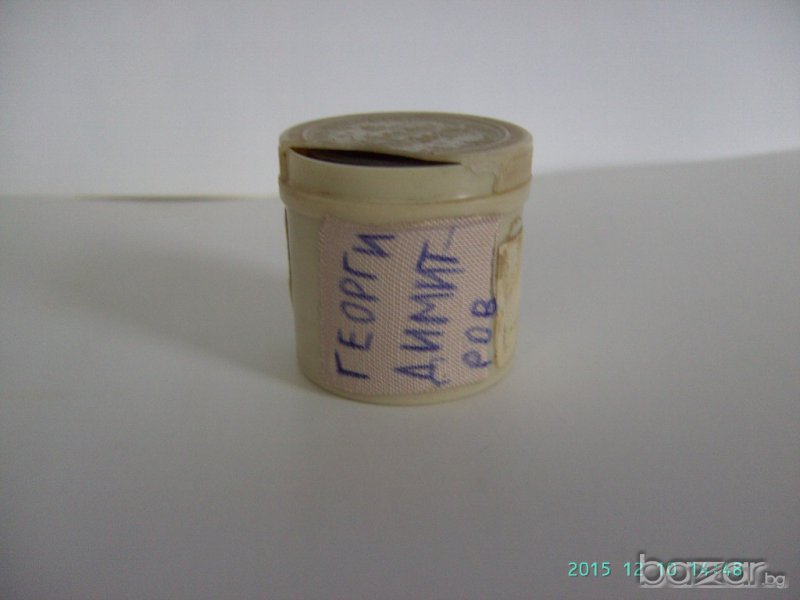 ГЕОРГИ
ДИМИТ-
РОВ
2015 12 10 14:48
bazar.bg